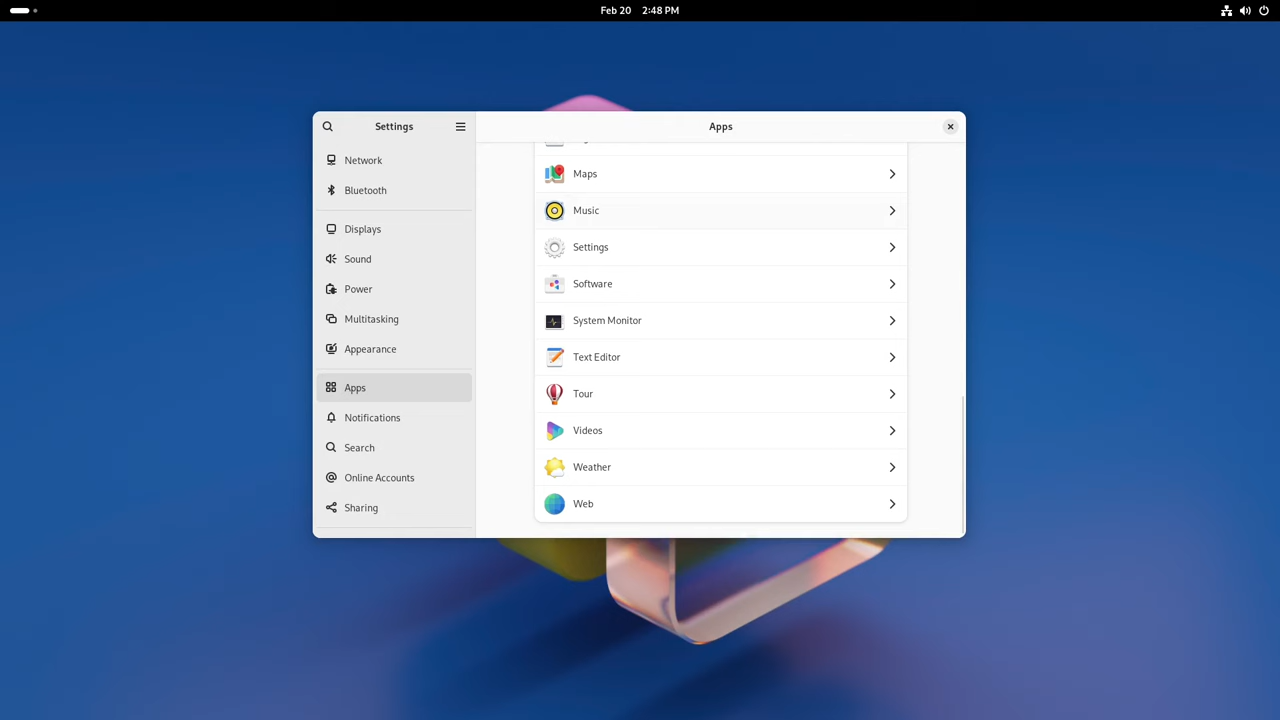 Feb 20 2:48 PM
Settings
Apps
Network
Bluetooth
Displays
Sound
Power
Multitasking
Appearance
Apps
Notifications
Search
Online Accounts
Sharing
Maps
Music
Settings
Software
System Monitor
Text Editor
Tour
Videos
Weather
Web